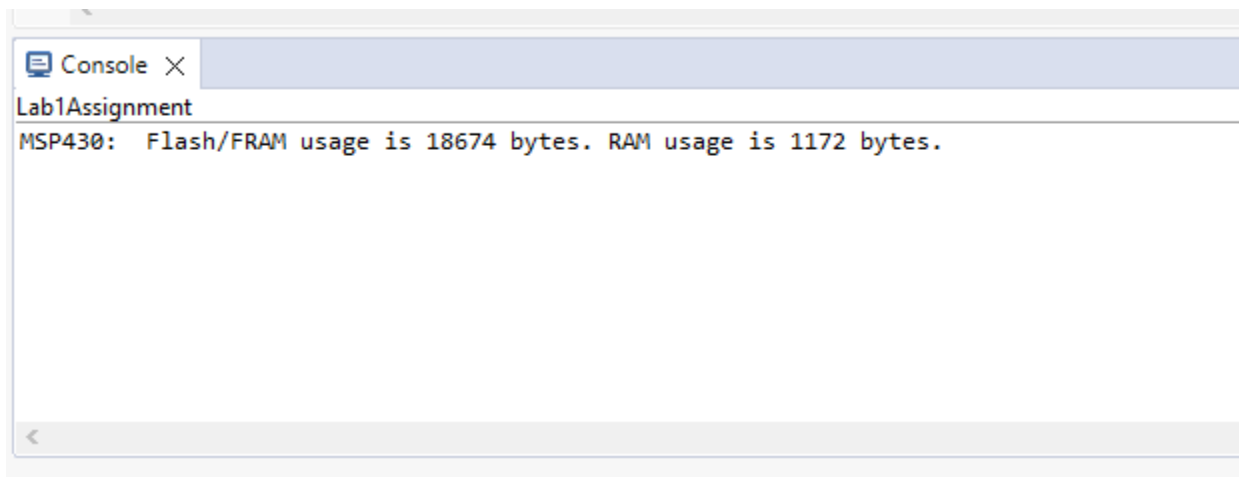 Console
Lab1Assignment
MSP430:  Flash/FRAM usage is 18674 bytes. RAM usage is 1172 bytes.